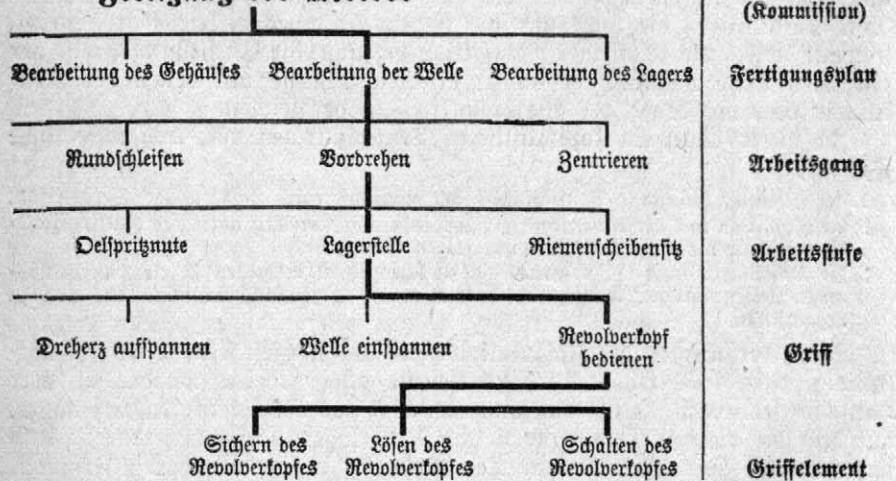 (Kommission)
Bearbeitung des Gehäuses Bearbeitung der Welle Bearbeitung des Lagers Fertigungsplan
Rundschleifen Vordrehen Zentrieren Arbeitsgang
Oelspritznute Lagerstelle Riemenscheibensitz Arbeitsstufe
Dreherz aufspannen Welle einspannen Revolverkopf
bedienen Griff
Sichern des Lösen des Schalten des
Revolverkopfes Revolverkopfes Revolverkopfes Griffelement